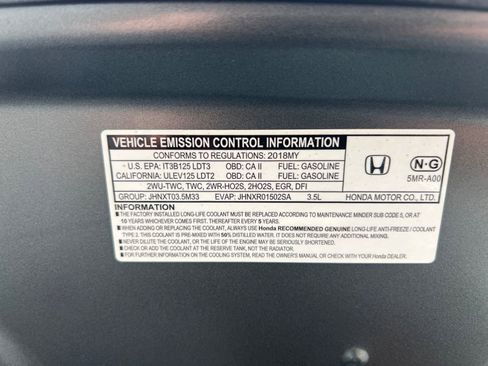 VEHICLE EMISSION CONTROL INFORMATION
CONFORMS TO REGULATIONS: 2018MY
U.S. EPA: IT3B125 LDT3 OBD: CA II FUEL: GASOLINE
CALIFORNIA: ULEV125 LDT2 OBD: CA II FUEL: GASOLINE
2WU-TWC, TWC, 2WR-HO2S, 2HO2S, EGR, DFI
GROUP: JHNXT03.5M33 EVAP: JHNXR01502SA 3.5L
N·G
5MR-A00
HONDA MOTOR CO., LTD.
INFORMATION
■ THE FACTORY INSTALLED LONG-LIFE COOLANT MUST BE CHANGED ACCORDING TO MAINTENANCE MINDER SUB CODE 5, OR AT
10 YEARS WHICHEVER COMES FIRST. THEREAFTER EVERY 5 YEARS.
■ WHEN ADDING OR REPLACING THE COOLANT, ALWAYS USE Honda RECOMMENDED GENUINE LONG-LIFE ANTI-FREEZE / COOLANT
TYPE 2. THIS COOLANT IS PRE-MIXED WITH 50% DISTILLED WATER, IT DOES NOT REQUIRE ANY ADDITIONAL MIXING.
■ NEVER DILUTE THE COOLANT, OR THE LIFE OF THE ENGINE MAY BE SERIOUSLY SHORTENED.
■ CHECK OR ADD THE COOLANT AT THE RESERVE TANK, NOT THE RADIATOR.
■ FOR FURTHER INFORMATION ON THE COOLING SYSTEM, READ THE OWNER'S MANUAL OR CHECK WITH YOUR Honda DEALER.